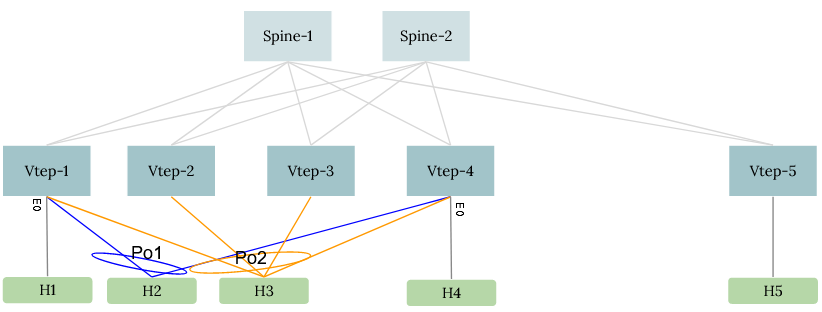 Spine-1
Spine-2
Vtep-1
Vtep-2
Vtep-3
Vtep-4
Vtep-5
E0
E0
Po1
Po2
H1
H2
H3
H4
H5